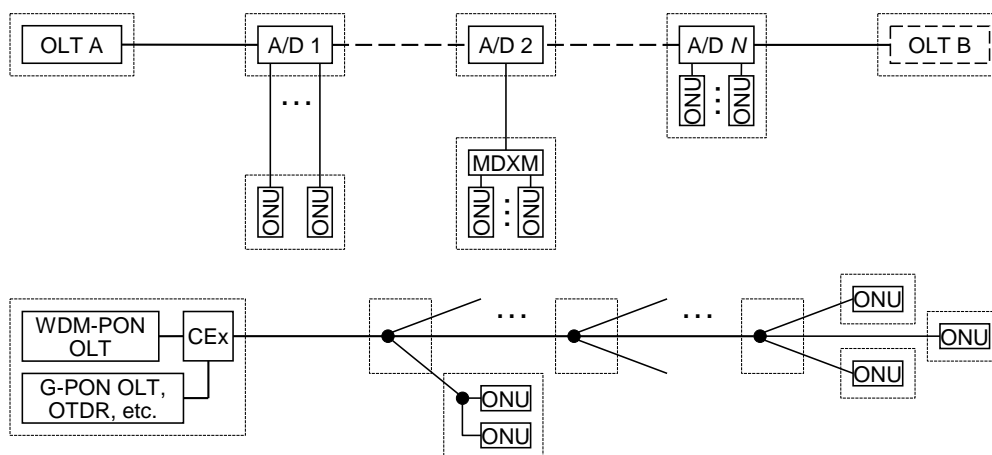 OLT A
A/D 1
A/D 2
A/D N
OLT B
...
ONU
ONU
MDXM
ONU
...
ONU
ONU
...
ONU
WDM-PON
OLT
CEx
G-PON OLT,
OTDR, etc.
...
...
ONU
ONU
ONU
ONU
ONU